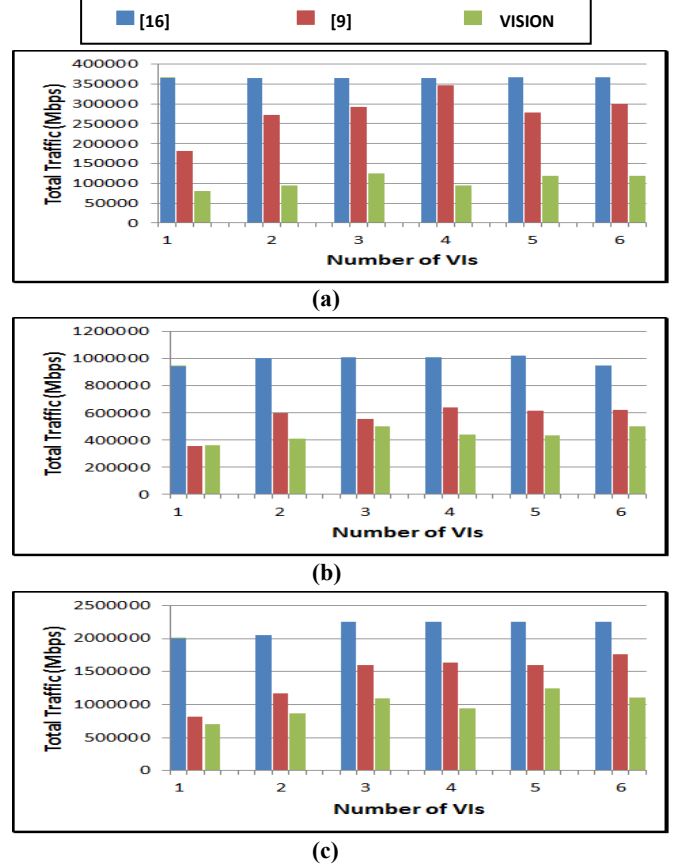 [16] [9] VISION
Total Traffic (Mbps)
400000
350000
300000
250000
200000
150000
100000
50000
0
1 2 3 4 5 6
Number of VIs
(a)
Total Traffic (Mbps)
1200000
1000000
800000
600000
400000
200000
0
1 2 3 4 5 6
Number of VIs
(b)
Total Traffic (Mbps)
2500000
2000000
1500000
1000000
500000
0
1 2 3 4 5 6
Number of VIs
(c)